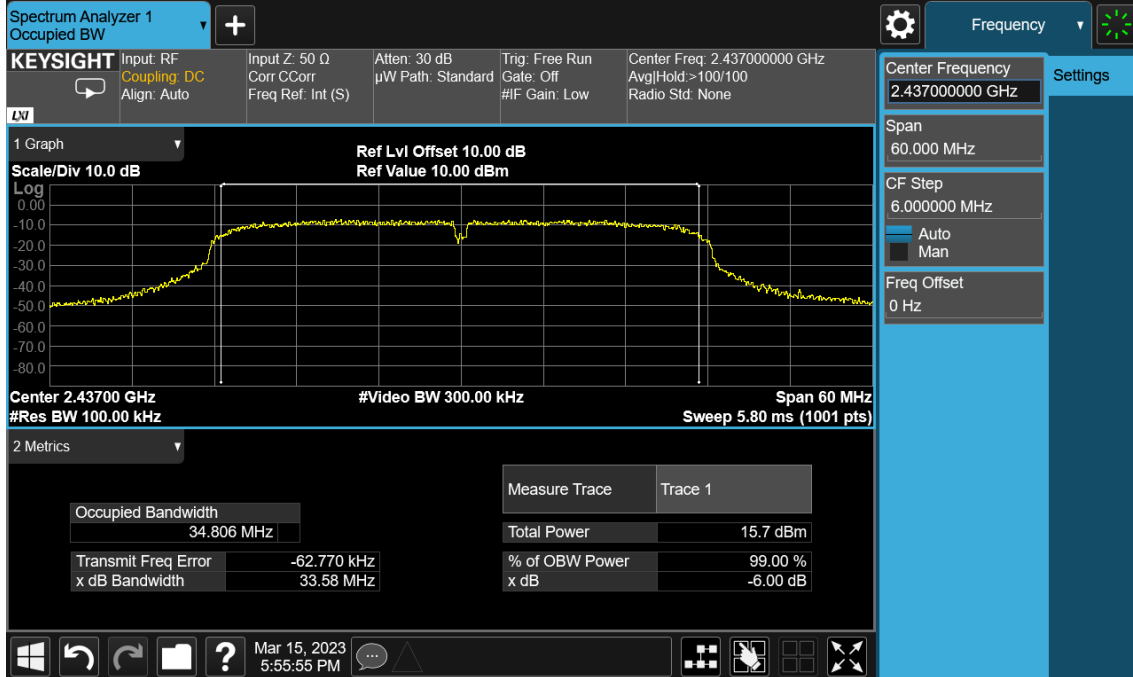 Spectrum Analyzer 1
Occupied BW
+
Frequency
KEYSIGHT
LXI
Input: RF
Coupling: DC
Align: Auto
Input Z: 50 Ω
Corr CCorr
Freq Ref: Int (S)
Atten: 30 dB
µW Path: Standard
Trig: Free Run
Gate: Off
#IF Gain: Low
Center Freq: 2.437000000 GHz
Avg|Hold:>100/100
Radio Std: None
Center Frequency
2.437000000 GHz
Settings
Span
60.000 MHz
CF Step
6.000000 MHz
Auto
Man
Freq Offset
0 Hz
1 Graph
Scale/Div 10.0 dB
Ref Lvl Offset 10.00 dB
Ref Value 10.00 dBm
Log
0.00
-10.0
-20.0
-30.0
-40.0
-50.0
-60.0
-70.0
-80.0
Center 2.43700 GHz
#Video BW 300.00 kHz
Span 60 MHz
#Res BW 100.00 kHz
Sweep 5.80 ms (1001 pts)
2 Metrics
Measure Trace
Trace 1
Occupied Bandwidth
34.806 MHz
Total Power
15.7 dBm
Transmit Freq Error
-62.770 kHz
% of OBW Power
99.00 %
x dB Bandwidth
33.58 MHz
x dB
-6.00 dB
?
Mar 15, 2023
5:55:55 PM